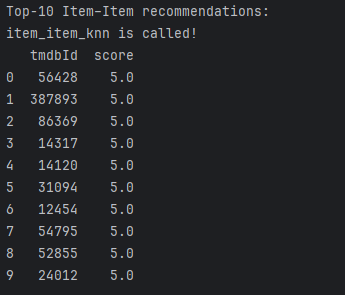 Top-10 Item-Item recommendations:
item_item_knn is called!
tmdbId score
0 56428 5.0
1 387893 5.0
2 86369 5.0
3 14317 5.0
4 14120 5.0
5 31094 5.0
6 12454 5.0
7 54795 5.0
8 52855 5.0
9 24012 5.0